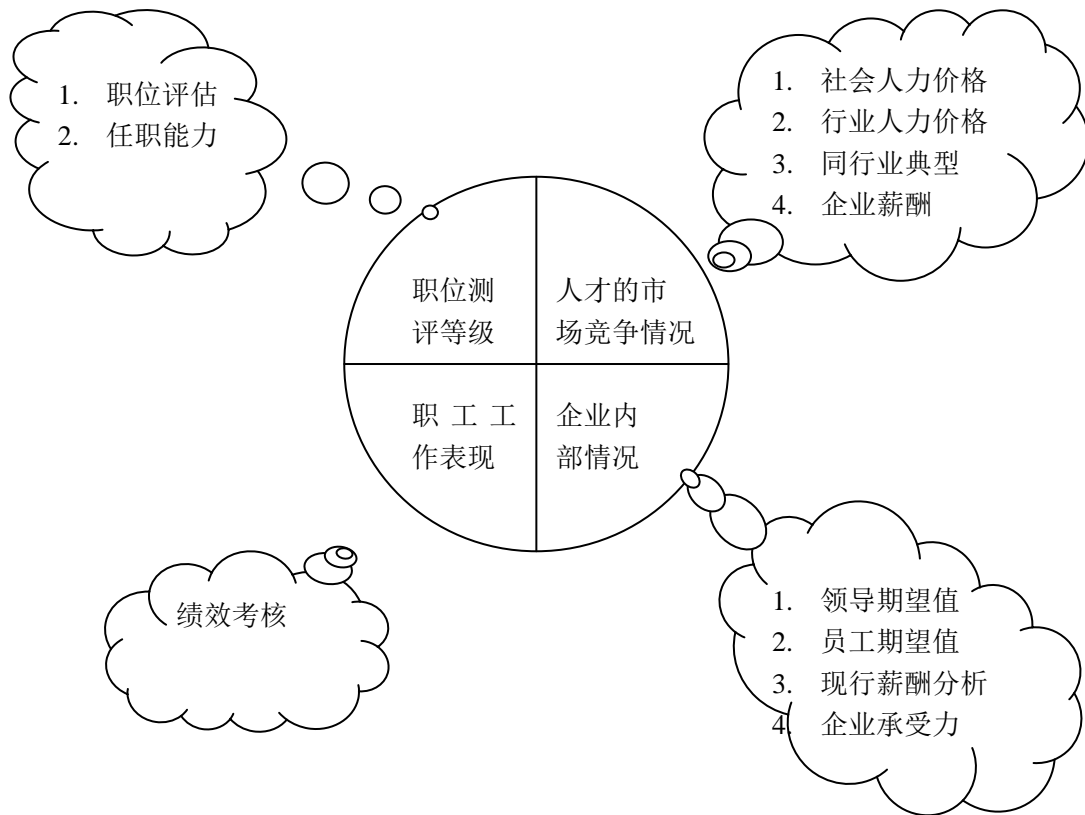 1. 职位评估
2. 任职能力
1. 社会人力价格
2. 行业人力价格
3. 同行业典型
4. 企业薪酬
职位测
评等级
人才的市
场竞争情况
职 工 工
作表现
企业内
部情况
绩效考核
1. 领导期望值
2. 员工期望值
3. 现行薪酬分析
4. 企业承受力